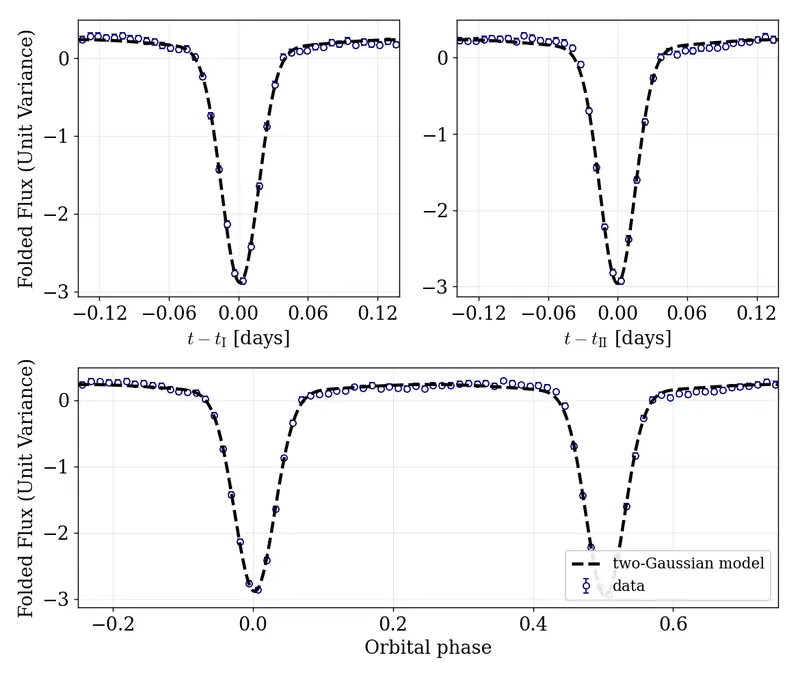 Folded Flux (Unit Variance)
0
−1
−2
−3
−0.12 −0.06 0.00 0.06 0.12
t − t_I [days]
0
−1
−2
−3
−0.12 −0.06 0.00 0.06 0.12
t − t_II [days]
Folded Flux (Unit Variance)
0
−1
−2
−3
two-Gaussian model
data
−0.2 0.0 0.2 0.4 0.6
Orbital phase